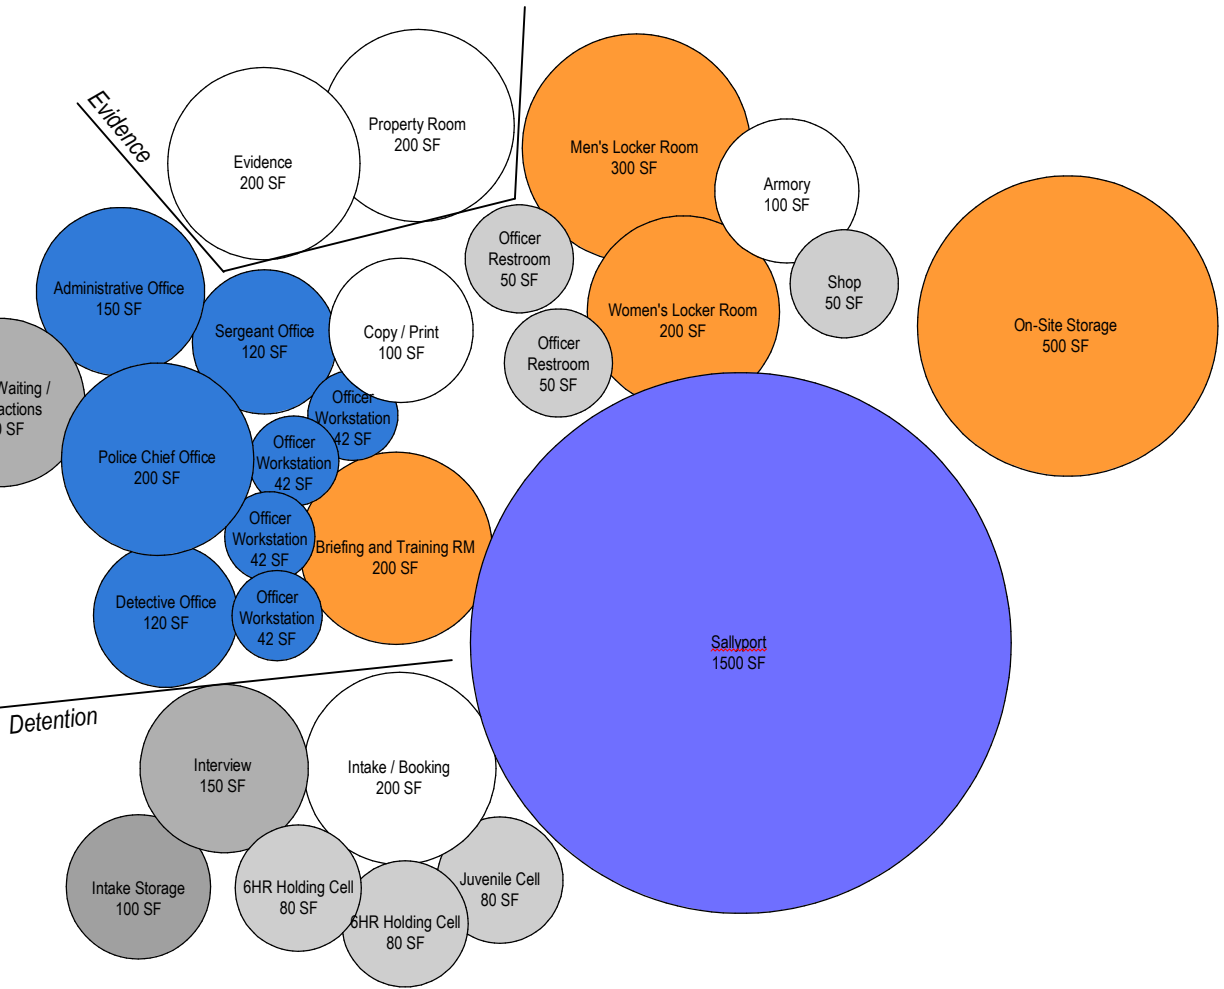 Evidence
Evidence
200 SF
Property Room
200 SF
Men's Locker Room
300 SF
Armory
100 SF
Officer
Restroom
50 SF
Shop
50 SF
Administrative Office
150 SF
Sergeant Office
120 SF
Copy / Print
100 SF
Women's Locker Room
200 SF
On-Site Storage
500 SF
Officer
Restroom
50 SF
Waiting /
actions
0 SF
Officer
Workstation
42 SF
Officer
Workstation
42 SF
Police Chief Office
200 SF
Officer
Workstation
42 SF
Briefing and Training RM
200 SF
Detective Office
120 SF
Officer
Workstation
42 SF
Sallyport
1500 SF
Detention
Interview
150 SF
Intake / Booking
200 SF
Intake Storage
100 SF
6HR Holding Cell
80 SF
6HR Holding Cell
80 SF
Juvenile Cell
80 SF